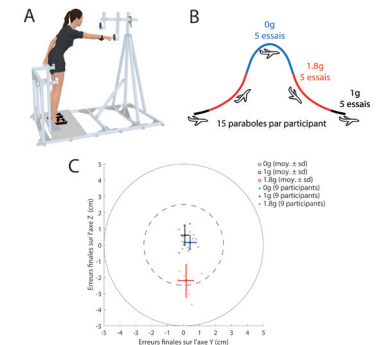 A
B
0g
5 essais
1.8g
5 essais
1g
5 essais
15 paraboles par participant
C
0g (moy. ± sd)
1g (moy. ± sd)
1.8g (moy. ± sd)
0g (9 participants)
1g (9 participants)
1.8g (9 participants)
Erreurs finales sur l'axe Z (cm)
5
4
3
2
1
0
-1
-2
-3
-4
-5
-5 -4 -3 -2 -1 0 1 2 3 4 5
Erreurs finales sur l'axe Y (cm)